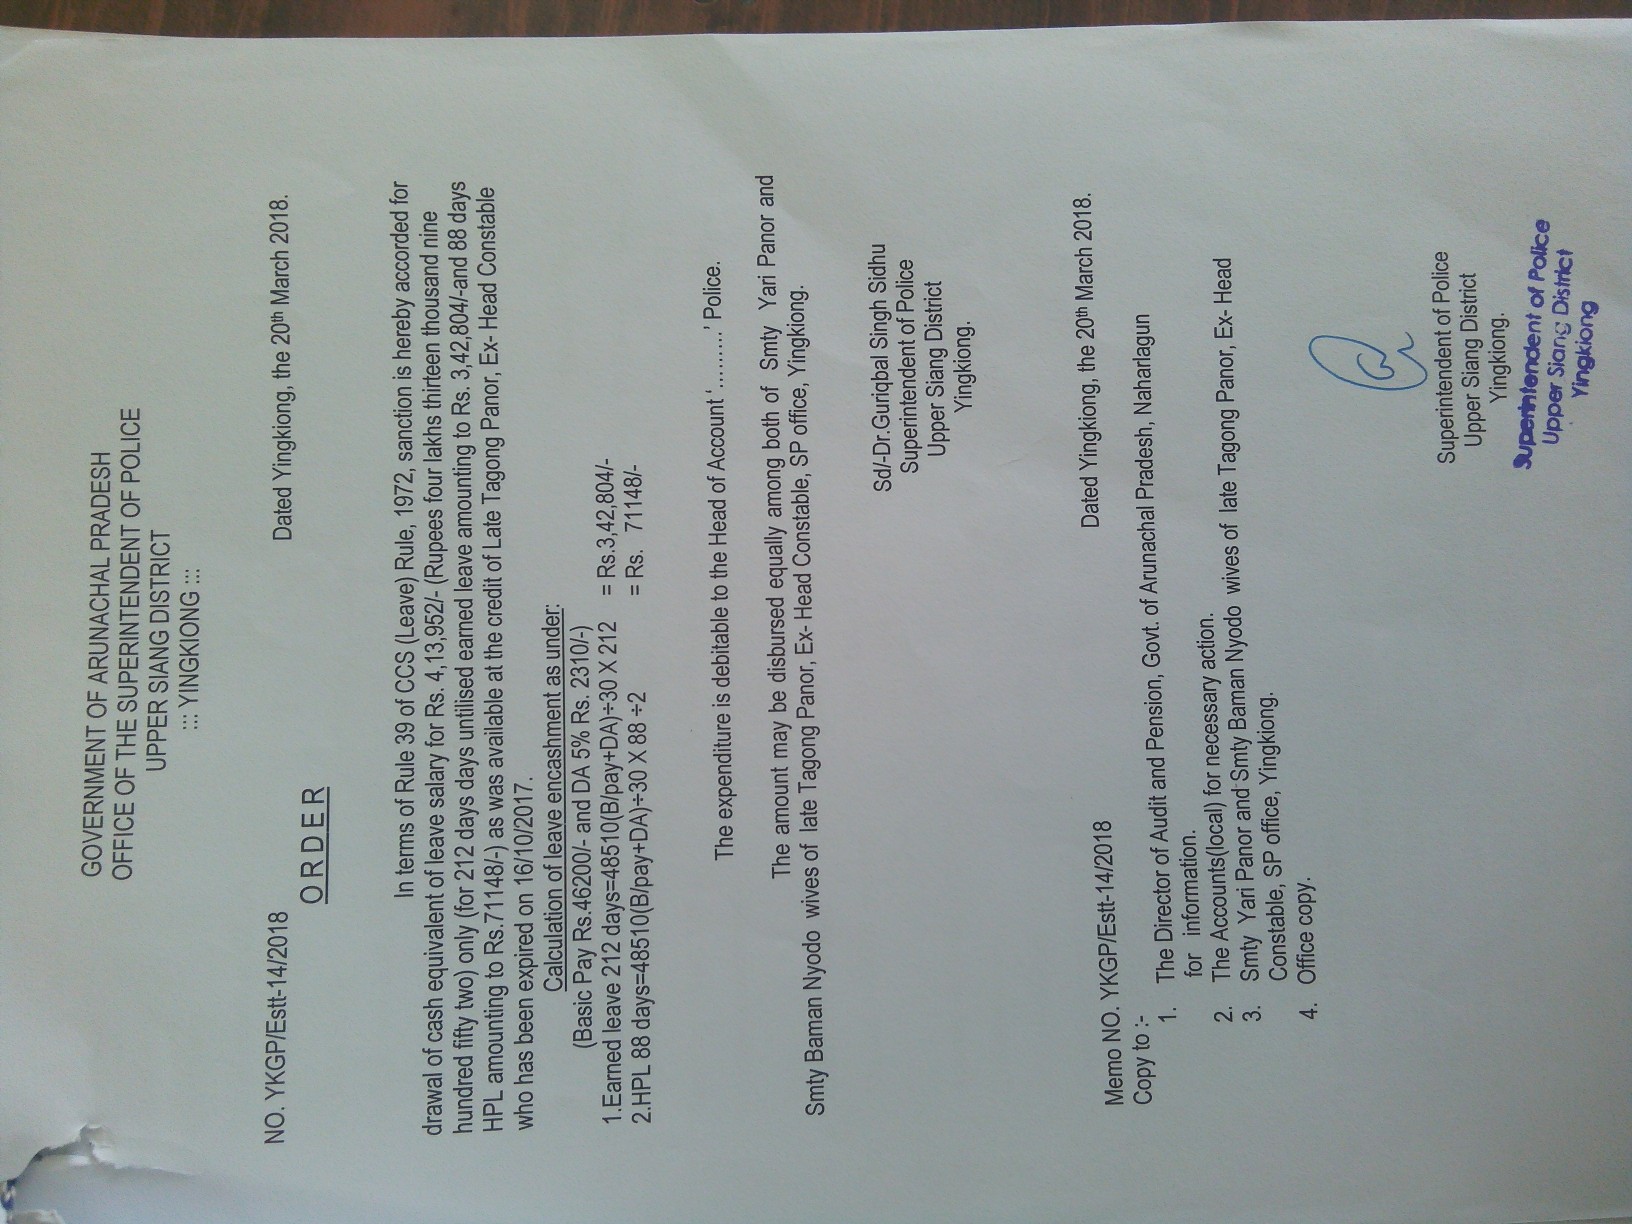 GOVERNMENT OF ARUNACHAL PRADESH
OFFICE OF THE SUPERINTENDENT OF POLICE
UPPER SIANG DISTRICT
::: YINGKIONG :::
NO. YKGP/Estt-14/2018
Dated Yingkiong, the 20th March 2018.
ORDER
In terms of Rule 39 of CCS (Leave) Rule, 1972, sanction is hereby accorded for
drawal of cash equivalent of leave salary for Rs. 4,13,952/- (Rupees four lakhs thirteen thousand nine
hundred fifty two) only (for 212 days days untilised earned leave amounting to Rs. 3,42,804/-and 88 days
HPL amounting to Rs.71148/-) as was available at the credit of Late Tagong Panor, Ex- Head Constable
who has been expired on 16/10/2017.
Calculation of leave encashment as under:
(Basic Pay Rs.46200/- and DA 5% Rs. 2310/-)
1.Earned leave 212 days=48510(B/pay+DA)÷30 X 212 = Rs.3,42,804/-
2.HPL 88 days=48510(B/pay+DA)÷30 X 88 ÷2 = Rs. 71148/-
The expenditure is debitable to the Head of Account '.........' Police.
The amount may be disbursed equally among both of Smty Yari Panor and
Smty Baman Nyodo wives of late Tagong Panor, Ex- Head Constable, SP office, Yingkiong.
Sd/-Dr.Guriqbal Singh Sidhu
Superintendent of Police
Upper Siang District
Yingkiong.
Memo NO. YKGP/Estt-14/2018
Dated Yingkiong, the 20th March 2018.
Copy to :-
1. The Director of Audit and Pension, Govt. of Arunachal Pradesh, Naharlagun
for information.
2. The Accounts(local) for necessary action.
3. Smty Yari Panor and Smty Baman Nyodo wives of late Tagong Panor, Ex- Head
Constable, SP office, Yingkiong.
4. Office copy.
Superintendent of Police
Upper Siang District
Yingkiong.
Superintendent of Police
Upper Siang District
Yingkiong